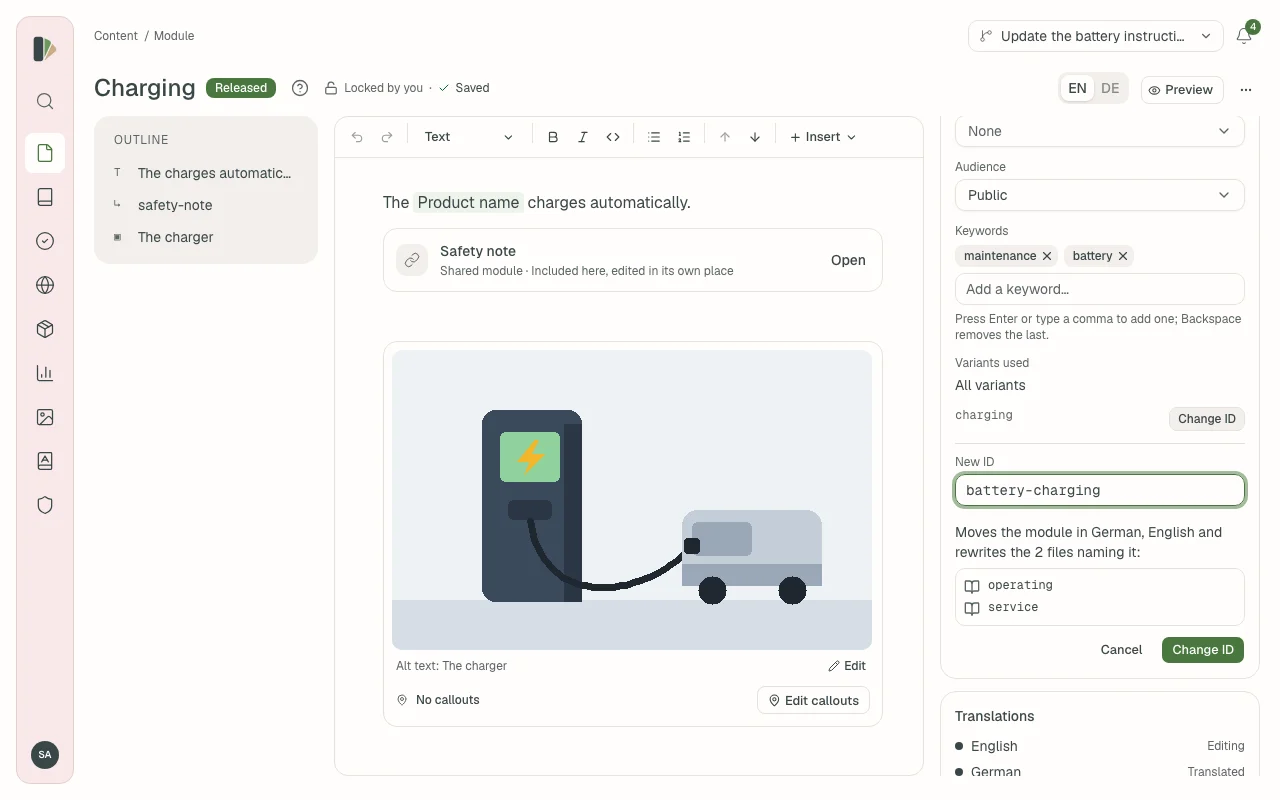 Content / Module
Update the battery instructi...
4
Charging
Released
Locked by you · Saved
EN
DE
Preview
OUTLINE
T The charges automatic...
safety-note
The charger
Text
Insert
The Product name charges automatically.
Safety note
Shared module · Included here, edited in its own place
Open
Alt text: The charger
Edit
No callouts
Edit callouts
None
Audience
Public
Keywords
maintenance
battery
Add a keyword...
Press Enter or type a comma to add one; Backspace
removes the last.
Variants used
All variants
charging
Change ID
New ID
battery-charging
Moves the module in German, English and
rewrites the 2 files naming it:
operating
service
Cancel
Change ID
Translations
English
Editing
German
Translated
SA